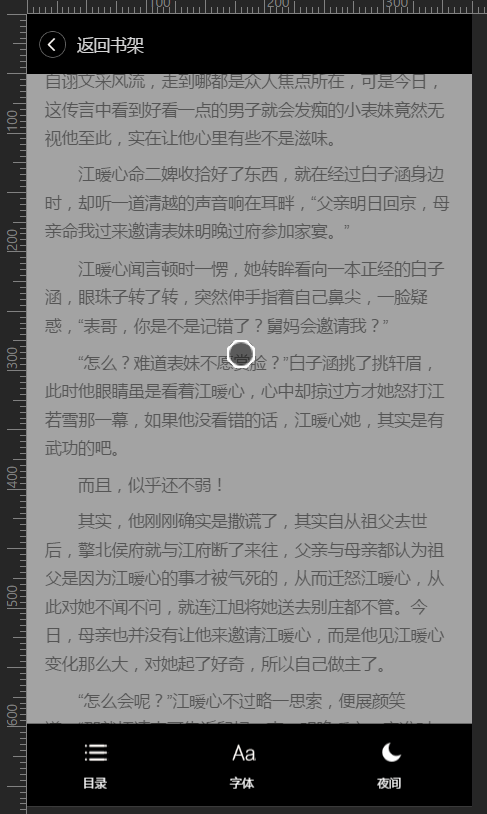 100
200
300
返回书架
自诩文采风流，走到哪都是众人焦点所在，可是今日，
这传言中看到好看一点的男子就会发痴的小表妹竟然无
视他至此，实在让他心里有些不是滋味。
江暖心命二婢收拾好了东西，就在经过白子涵身边
时，却听一道清越的声音响在耳畔，“父亲明日回京，母
亲命我过来邀请表妹明晚过府参加家宴。”
江暖心闻言顿时一愣，她转眸看向一本正经的白子
涵，眼珠子转了转，突然伸手指着自己鼻尖，一脸疑
惑，“表哥，你是不是记错了？舅妈会邀请我？”
“怎么？难道表妹不愿赏脸？”白子涵挑了挑轩眉，
此时他眼睛虽是看着江暖心，心中却掠过方才她怒打江
若雪那一幕，如果他没看错的话，江暖心她，其实是有
武功的吧。
而且，似乎还不弱！
其实，他刚刚确实是撒谎了，其实自从祖父去世
后，擎北侯府就与江府断了来往，父亲与母亲都认为祖
父是因为江暖心的事才被气死的，从而迁怒江暖心，从
此对她不闻不问，就连江旭将她送去别庄都不管。今
日，母亲也并没有让他来邀请江暖心，而是他见江暖心
变化那么大，对她起了好奇，所以自己做主了。
“怎么会呢？”江暖心不过略一思索，便展颜笑
100
200
300
400
500
600
Aa
目录
字体
夜间